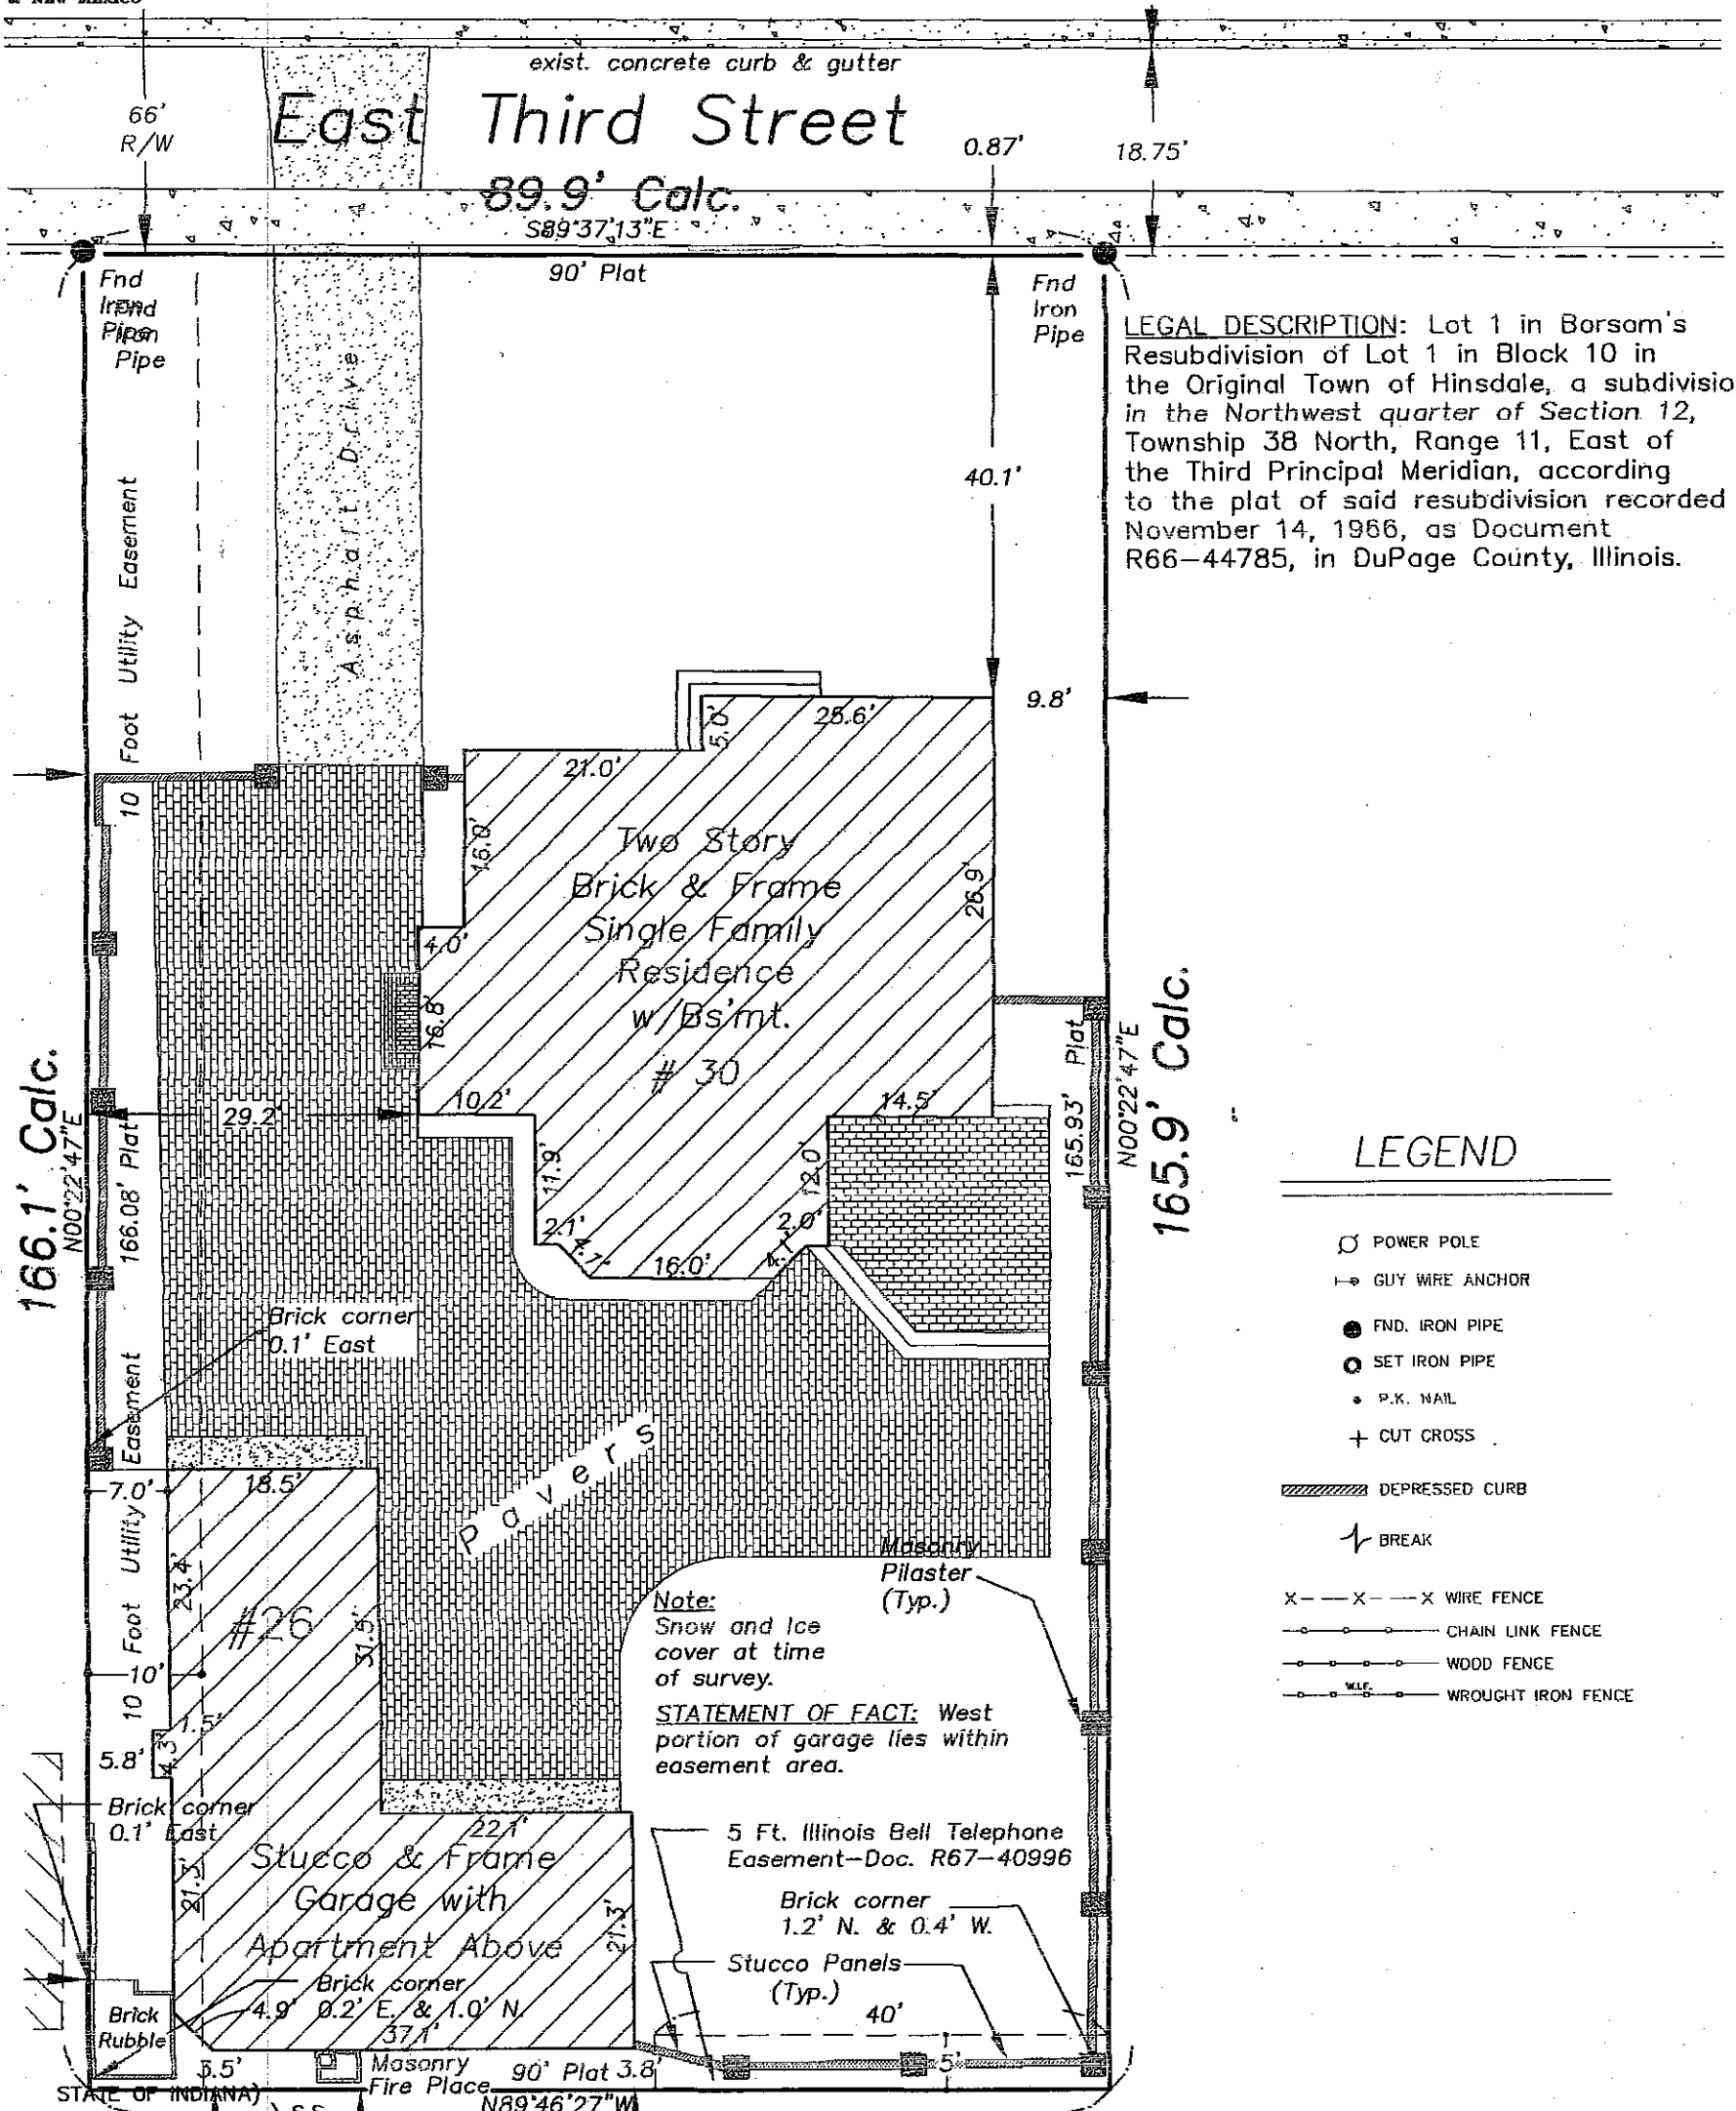 & NEW MEXICO
exist. concrete curb & gutter
66'
R/W
East Third Street
0.87'
18.75'
89.9' Calc.
S89°37'13"E
90' Plat
Fnd
Iron
Pipe
Fnd
Iron
Pipe
Fnd
Iron
Pipe
LEGAL DESCRIPTION: Lot 1 in Borsam's
Resubdivision of Lot 1 in Block 10 in
the Original Town of Hinsdale, a subdivisio
in the Northwest quarter of Section 12,
Township 38 North, Range 11, East of
the Third Principal Meridian, according
to the plat of said resubdivision recorded
November 14, 1966, as Document
R66-44785, in DuPage County, Illinois.
Asphalt Drive
10 Foot Utility Easement
40.1'
9.8'
25.6'
5.0'
21.0'
16.0'
Two Story
Brick & Frame
Single Family
Residence
w/Bs'mt.
# 30
26.9'
4.0'
16.8'
10.2'
14.5'
29.2'
11.9'
12.0'
2.1'
4.1'
16.0'
4.1'
2.0'
166.1' Calc.
N00°22'47"E
166.08' Plat
165.93' Plat
N00°22'47"E
165.9' Calc.
Brick corner
0.1' East
Pavers
7.0'
18.5'
23.4'
#26
31.5'
10 Foot Utility Easement
10'
1.5'
5.8'
4.3'
Brick corner
0.1' East
21.3'
22.1'
Stucco & Frame
Garage with
Apartment Above
21.3'
Brick corner
0.2' E. & 1.0' N.
4.9'
37.1'
Brick
Rubble
Masonry
Fire Place
90' Plat
3.8'
N89°46'27"W
STATE OF INDIANA)
S.S.
Masonry
Pilaster
(Typ.)
Note:
Snow and Ice
cover at time
of survey.
STATEMENT OF FACT: West
portion of garage lies within
easement area.
5 Ft. Illinois Bell Telephone
Easement-Doc. R67-40996
Brick corner
1.2' N. & 0.4' W.
Stucco Panels
(Typ.)
40'
5'
LEGEND
POWER POLE
GUY WIRE ANCHOR
FND. IRON PIPE
SET IRON PIPE
P.K. NAIL
CUT CROSS
DEPRESSED CURB
BREAK
X- - -X- - -X WIRE FENCE
CHAIN LINK FENCE
WOOD FENCE
W.I.F. WROUGHT IRON FENCE